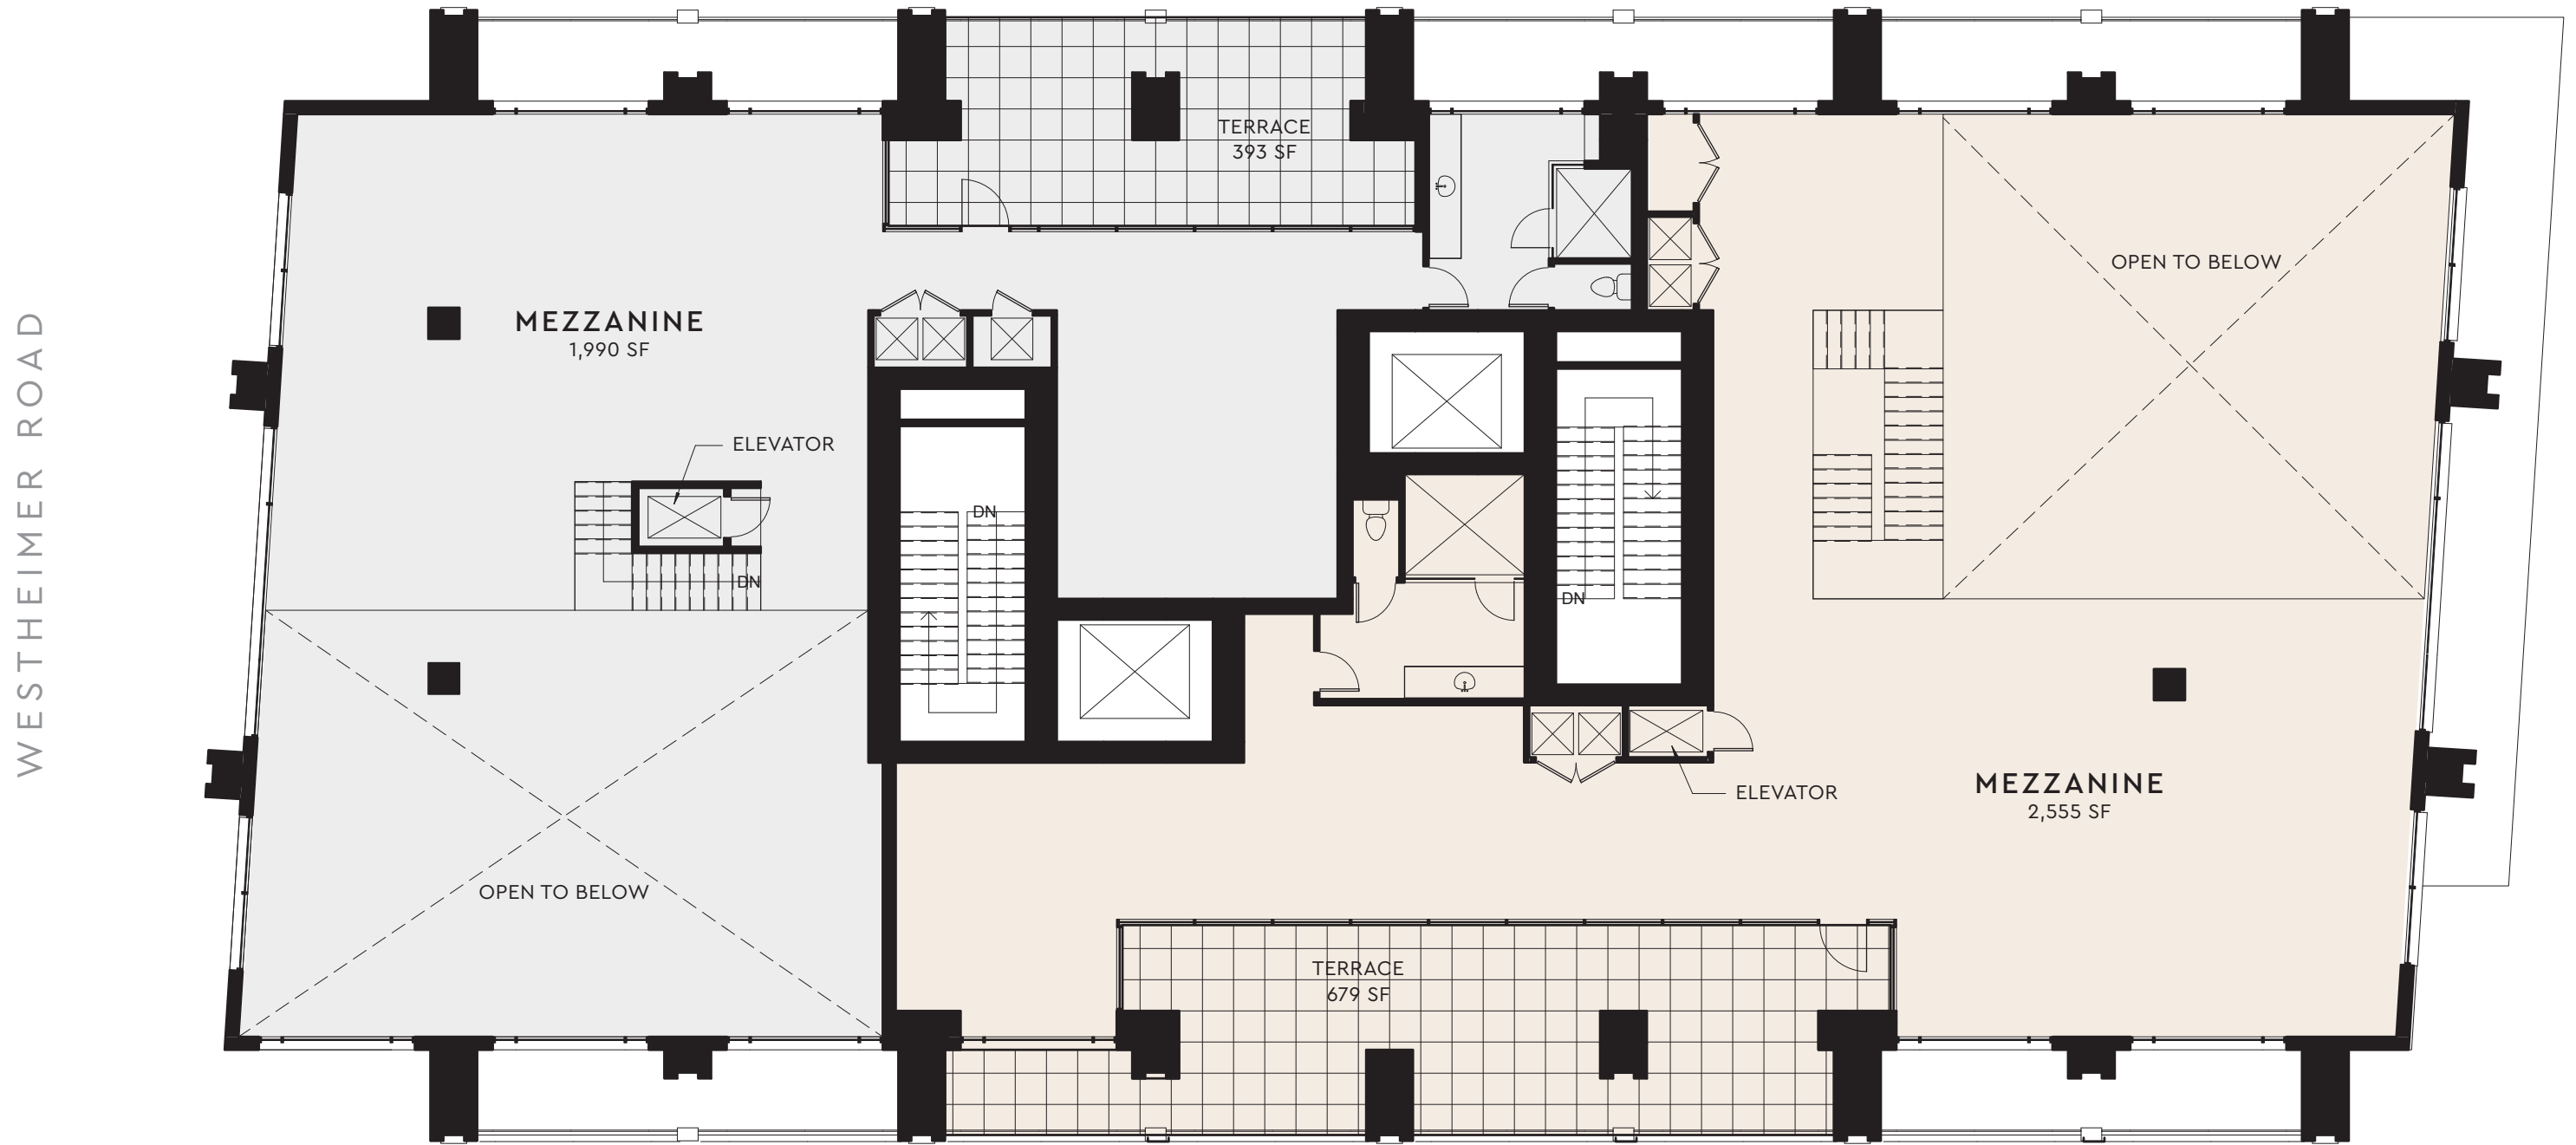 WESTHEIMER ROAD
TERRACE
393 SF
OPEN TO BELOW
MEZZANINE
1,990 SF
ELEVATOR
DN
DN
DN
ELEVATOR
MEZZANINE
2,555 SF
OPEN TO BELOW
TERRACE
679 SF